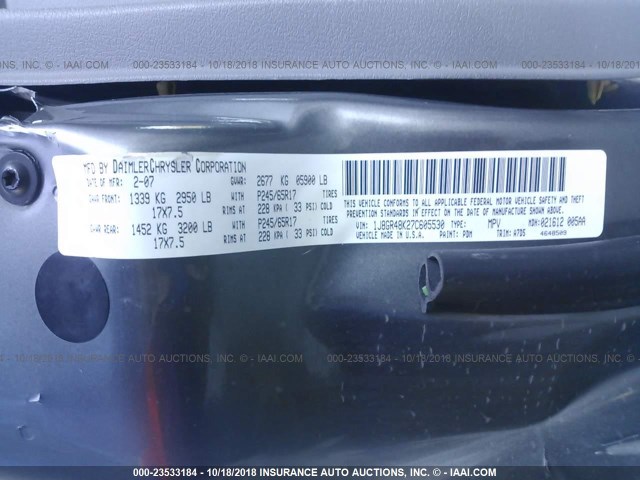 000-23533184 - 10/18/2018 INSURANCE AUTO AUCTIONS, INC. - © IAAI.COM
MFD BY DAIMLERCHRYSLER CORPORATION
DATE OF MFR: 2-07 GVWR: 2677 KG 05900 LB
GAWR FRONT: 1339 KG 2950 LB WITH P245/65R17 TIRES
17X7.5 RIMS AT 228 KPA ( 33 PSI) COLD
GAWR REAR: 1452 KG 3200 LB WITH P245/65R17 TIRES
17X7.5 RIMS AT 228 KPA ( 33 PSI) COLD
THIS VEHICLE CONFORMS TO ALL APPLICABLE FEDERAL MOTOR VEHICLE SAFETY AND THEFT
PREVENTION STANDARDS IN EFFECT ON THE DATE OF MANUFACTURE SHOWN ABOVE.
VIN: 1J8GR48K27C605530 TYPE: MPV MDH: 021612 005AA
VEHICLE MADE IN U.S.A. PAINT: PDM TRIM: A7D5 4648509
000-23533184 - 10/18/2018 INSURANCE AUTO AUCTIONS, INC. - © IAAI.COM
000-23533184 - 10/18/2018 INSURANCE AUTO AUCTIONS, INC. - © IAAI.COM